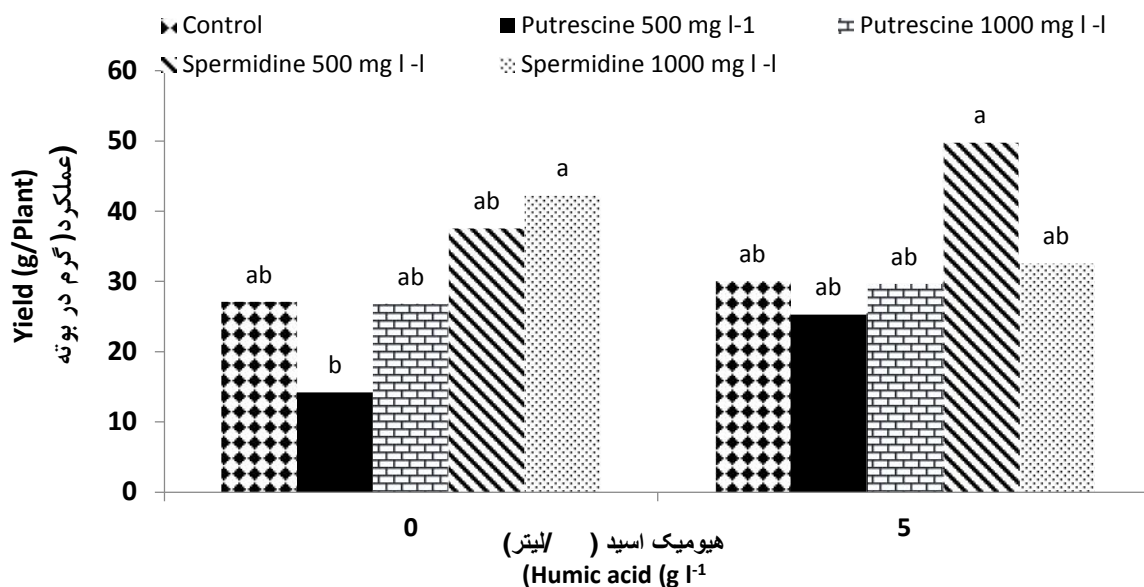 Control Putrescine 500 mg l-1 Putrescine 1000 mg l -l
Spermidine 500 mg l -l Spermidine 1000 mg l -l
60
50
40
30
20
10
0
Yield (g/Plant)
عملکرد( گرم در بوته)
ab
b
ab
ab
a
ab
ab
ab
a
ab
0
5
هیومیک اسید ( /لیتر)
(Humic acid (g l-1